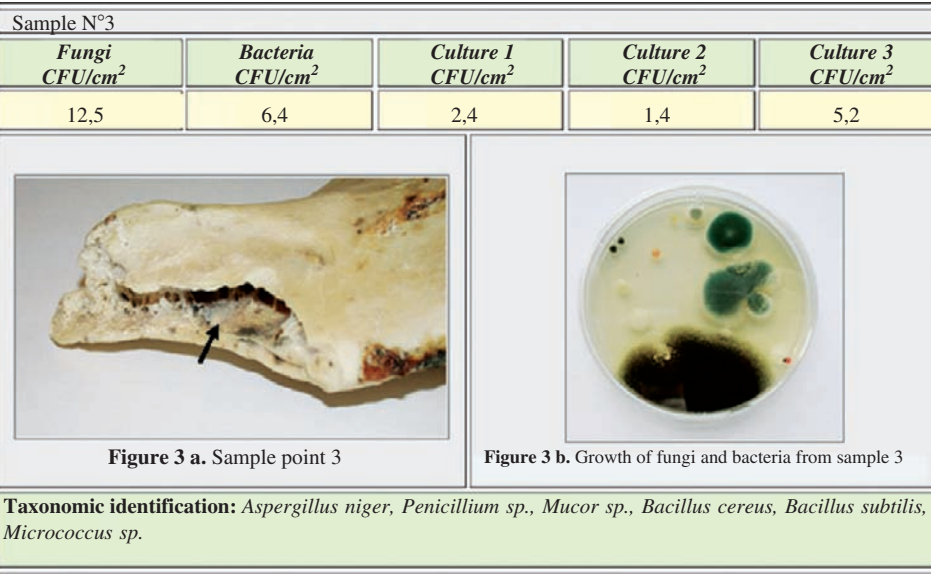 Sample N°3
Fungi CFU/cm² Bacteria CFU/cm² Culture 1 CFU/cm² Culture 2 CFU/cm² Culture 3 CFU/cm²
12,5 6,4 2,4 1,4 5,2
Figure 3 a. Sample point 3
Figure 3 b. Growth of fungi and bacteria from sample 3
Taxonomic identification: Aspergillus niger, Penicillium sp., Mucor sp., Bacillus cereus, Bacillus subtilis,
Micrococcus sp.